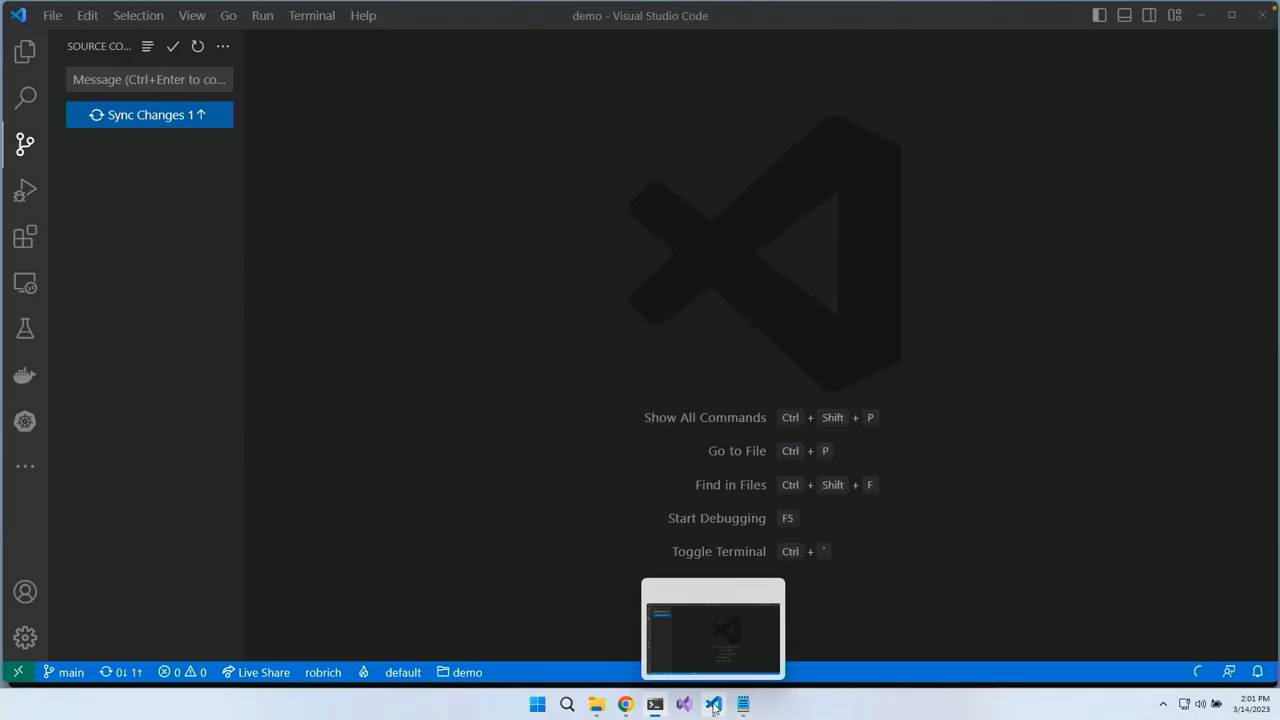 File Edit Selection View Go Run Terminal Help
demo - Visual Studio Code
SOURCE CO...
Message (Ctrl+Enter to co...
Sync Changes 1↑
Show All Commands Ctrl + Shift + P
Go to File Ctrl + P
Find in Files Ctrl + Shift + F
Start Debugging F5
Toggle Terminal Ctrl + `
main 0↓ 1↑ 0 0 Live Share robrich default demo
2:01 PM
3/14/2023